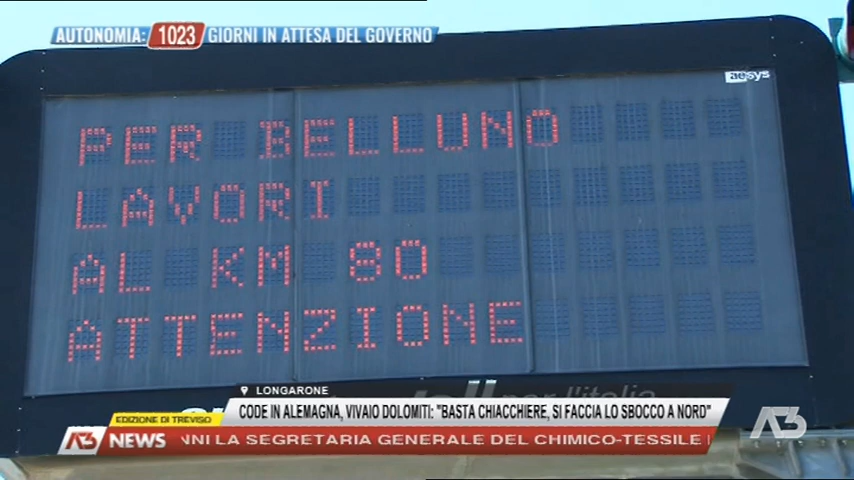 AUTONOMIA: 1023 GIORNI IN ATTESA DEL GOVERNO
aesys
PER BELLUNO
LAVORI
AL KM 80
ATTENZIONE
per l'italia
LONGARONE
CODE IN ALEMAGNA, VIVAIO DOLOMITI: "BASTA CHIACCHIERE, SI FACCIA LO SBOCCO A NORD"
EDIZIONE DI TREVISO
A3 NEWS
NNI LA SEGRETARIA GENERALE DEL CHIMICO-TESSILE
A3